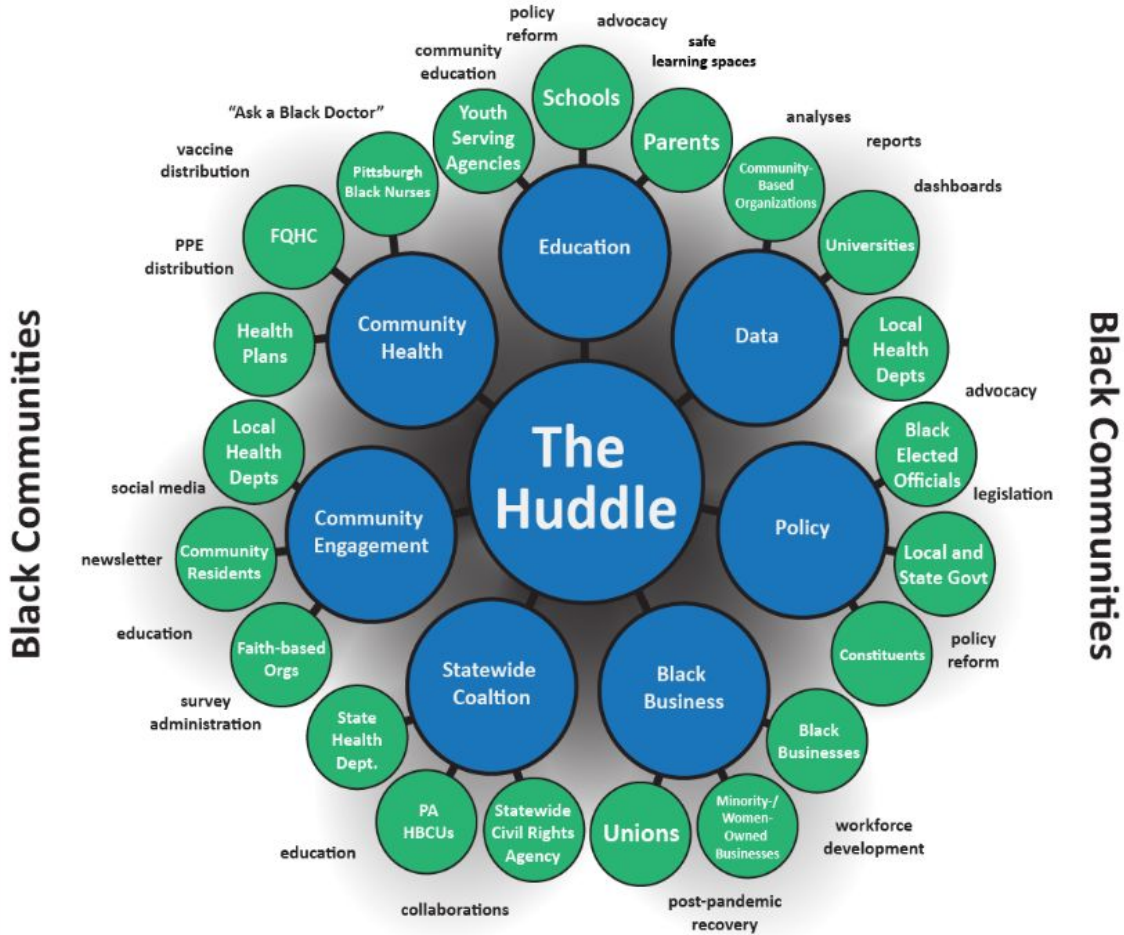 policy
reform
advocacy
safe
learning spaces
community
education
Schools
Youth
Serving
Agencies
Parents
"Ask a Black Doctor"
analyses
reports
dashboards
vaccine
distribution
Pittsburgh
Black Nurses
Community-
Based
Organizations
FQHC
Education
Universities
PPE
distribution
Health
Plans
Community
Health
Data
Local
Health
Depts
Black Communities
Black Communities
advocacy
Local
Health
Depts
The
Huddle
Black
Elected
Officials
legislation
social media
Community
Engagement
Policy
newsletter
Community
Residents
Local and
State Govt
education
Faith-based
Orgs
Constituents
policy
reform
survey
administration
Statewide
Coaltion
Black
Business
State
Health
Dept.
Black
Businesses
PA
HBCUs
Statewide
Civil Rights
Agency
Unions
Minority-/
Women-
Owned
Businesses
workforce
development
education
collaborations
post-pandemic
recovery